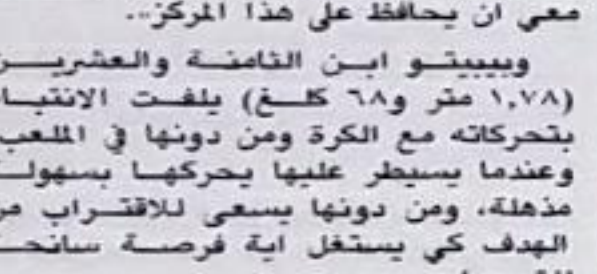 معي ان يحافظ على هذا المركز..
وبيبيتو ابن الثامنة والعشرين
(١,٧٨ متر و٦٨ كلغ) يلفت الانتبا
بتحركاته مع الكرة ومن دونها في الملعب
وعندما يسيطر عليها يحركها بسهول
مذهلة، ومن دونها يسعى للاقتراب من
الهدف كي يستغل اية فرصة سانح